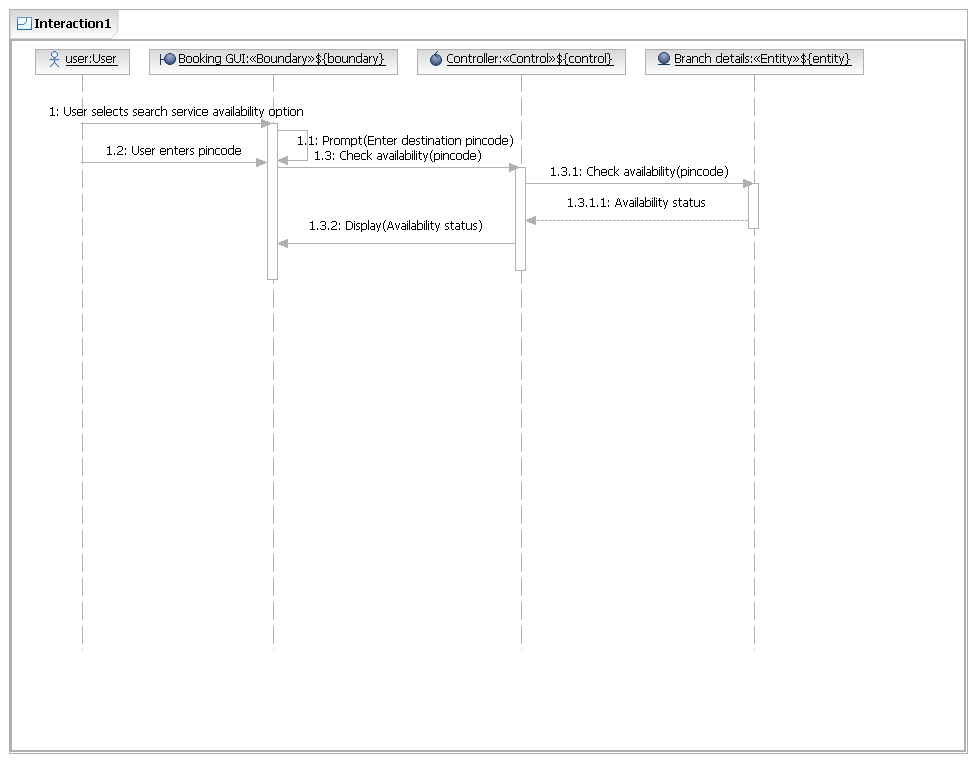 Interaction1
user:User
Booking GUI:«Boundary»${boundary}
Controller:«Control»${control}
Branch details:«Entity»${entity}
1: User selects search service availability option
1.1: Prompt(Enter destination pincode)
1.2: User enters pincode
1.3: Check availability(pincode)
1.3.1: Check availability(pincode)
1.3.1.1: Availability status
1.3.2: Display(Availability status)